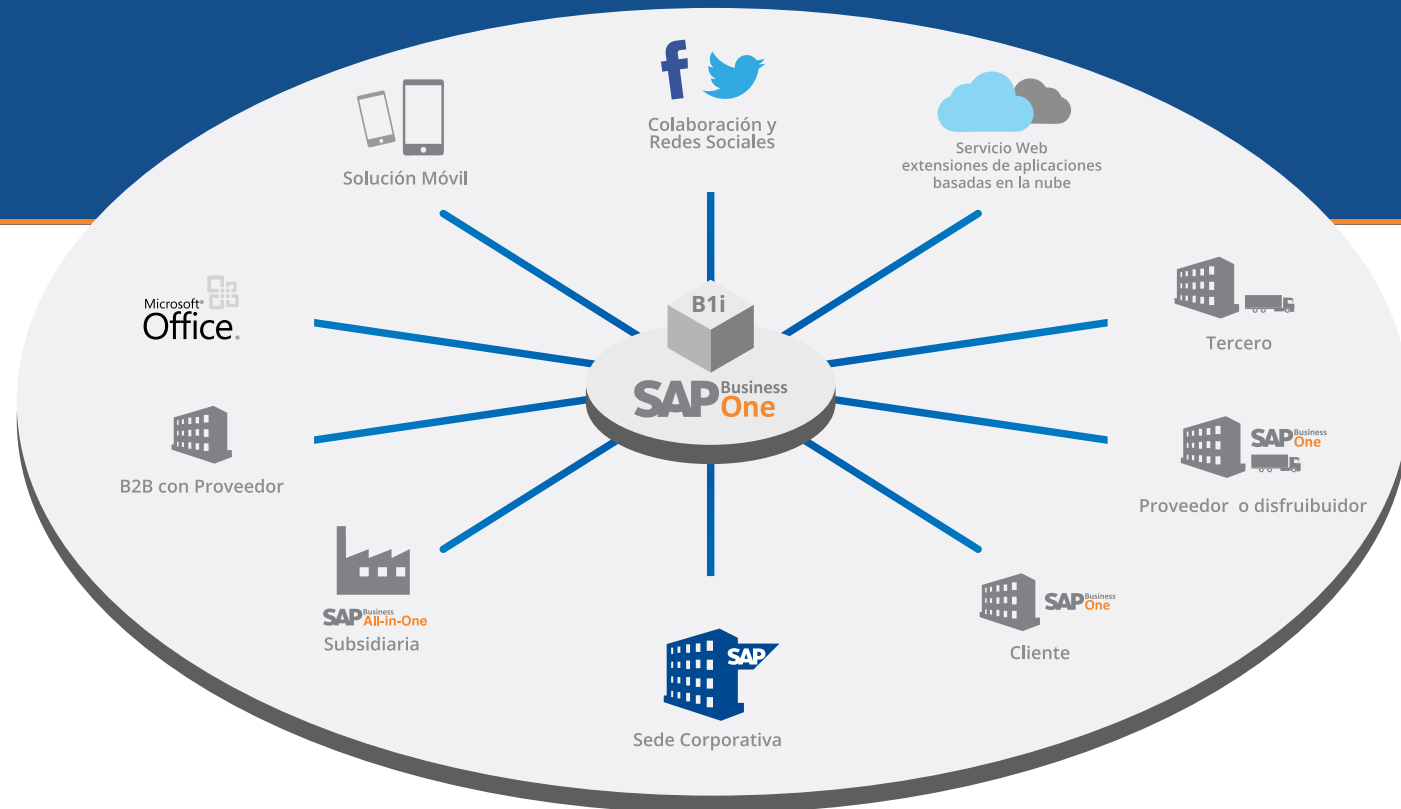 Colaboración y
Redes Sociales
Solución Móvil
Servicio Web
extensiones de aplicaciones
basadas en la nube
Microsoft®
Office®
B1i
SAP Business
One
Tercero
B2B con Proveedor
SAP Business
One
Proveedor o disfruibuidor
SAP Business
All-in-One
Subsidiaria
SAP Business
One
Cliente
SAP
Sede Corporativa